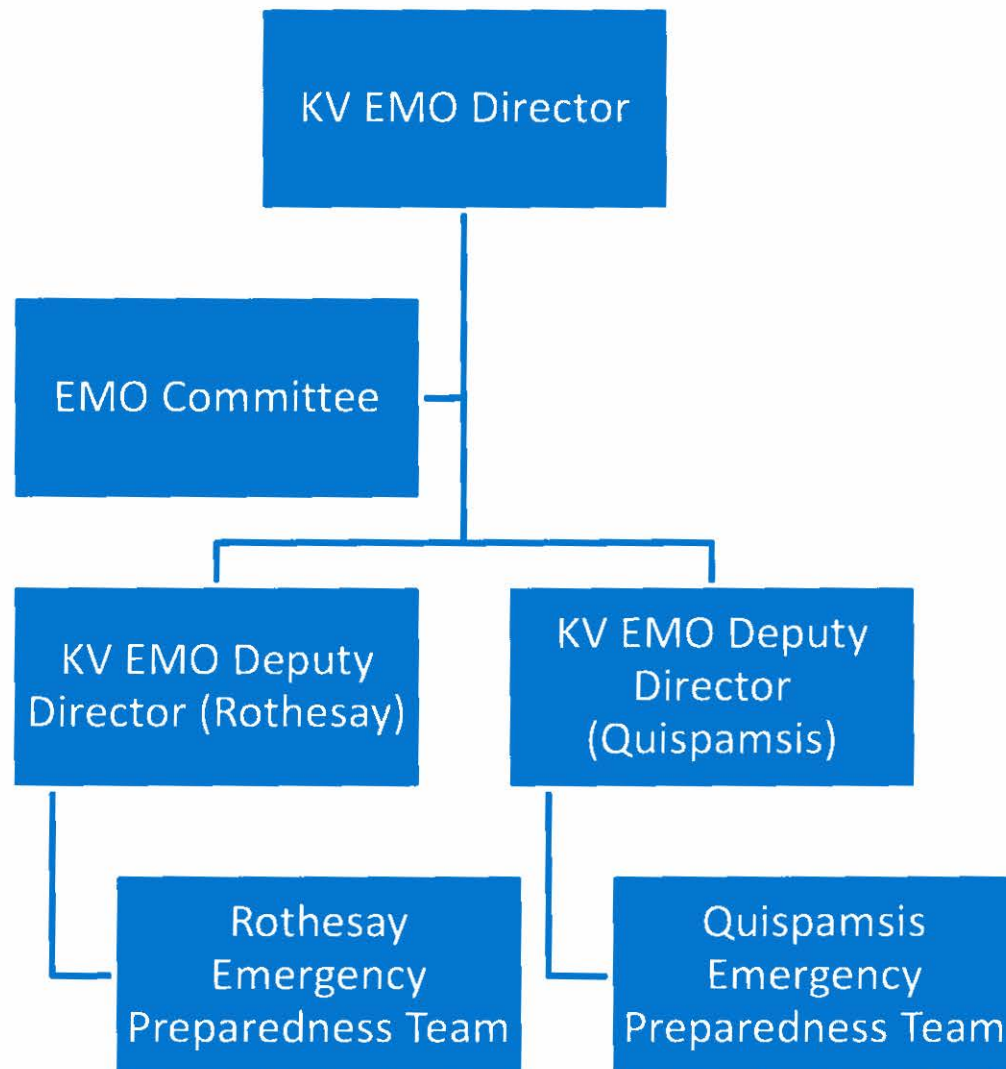 KV EMO Director
EMO Committee
KV EMO Deputy
Director (Rothesay)
KV EMO Deputy
Director
(Quispamsis)
Rothesay
Emergency
Preparedness Team
Quispamsis
Emergency
Preparedness Team